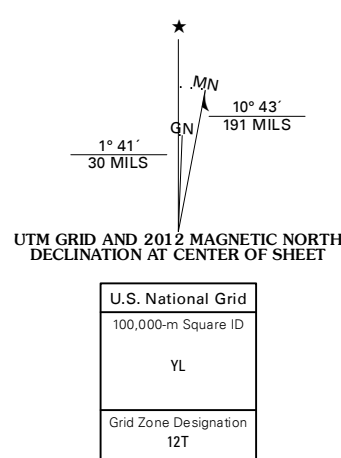 ★
MN
GN
10° 43´
191 MILS
1° 41´
30 MILS
UTM GRID AND 2012 MAGNETIC NORTH
DECLINATION AT CENTER OF SHEET
U.S. National Grid
100,000-m Square ID
YL
Grid Zone Designation
12T